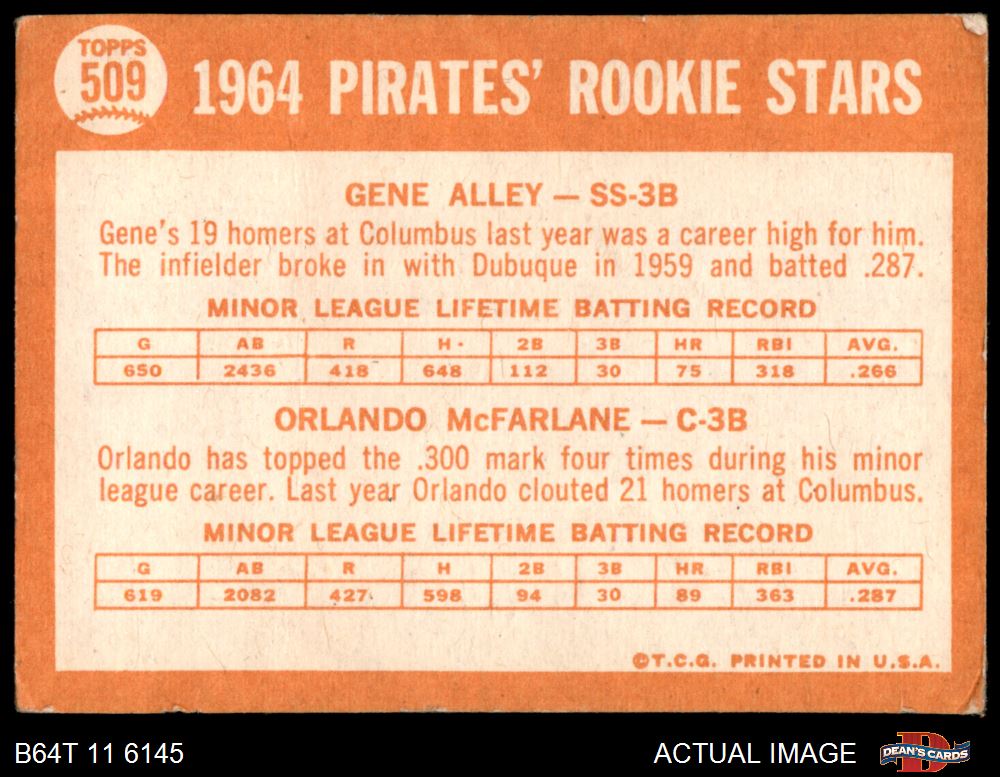 TOPPS
509
1964 PIRATES' ROOKIE STARS
GENE ALLEY — SS-3B
Gene's 19 homers at Columbus last year was a career high for him.
The infielder broke in with Dubuque in 1959 and batted .287.
MINOR LEAGUE LIFETIME BATTING RECORD
G AB R H 2B 3B HR RBI AVG.
650 2436 418 648 112 30 75 318 .266
ORLANDO McFARLANE — C-3B
Orlando has topped the .300 mark four times during his minor
league career. Last year Orlando clouted 21 homers at Columbus.
MINOR LEAGUE LIFETIME BATTING RECORD
G AB R H 2B 3B HR RBI AVG.
619 2082 427 598 94 30 89 363 .287
©T.C.G. PRINTED IN U.S.A.
B64T 11 6145
ACTUAL IMAGE
D
DEAN'S CARDS